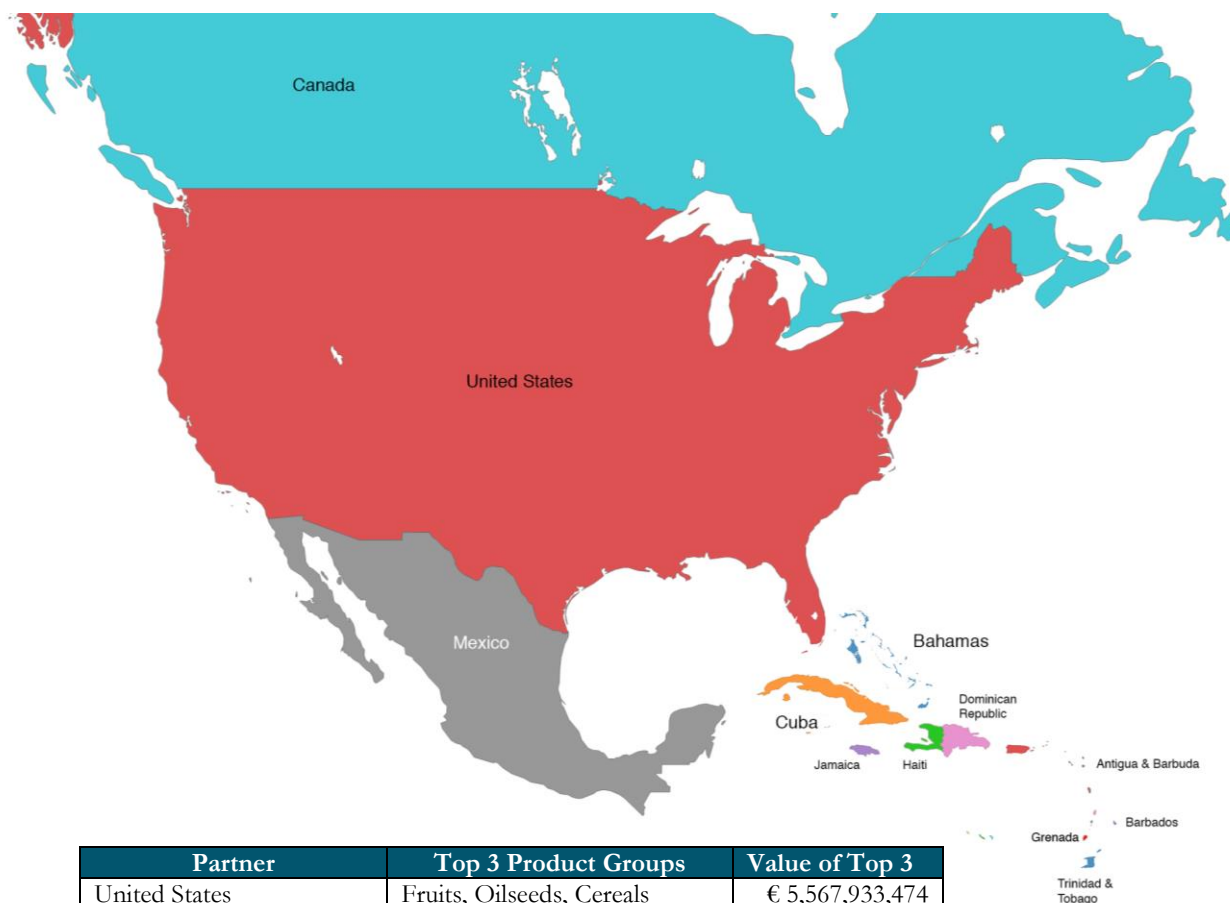 Canada
United States
Mexico
Bahamas
Cuba
Dominican
Republic
Jamaica
Haiti
Antigua & Barbuda
Barbados
Grenada
Trinidad &
Tobago
Partner Top 3 Product Groups Value of Top 3
United States Fruits, Oilseeds, Cereals € 5,567,933,474